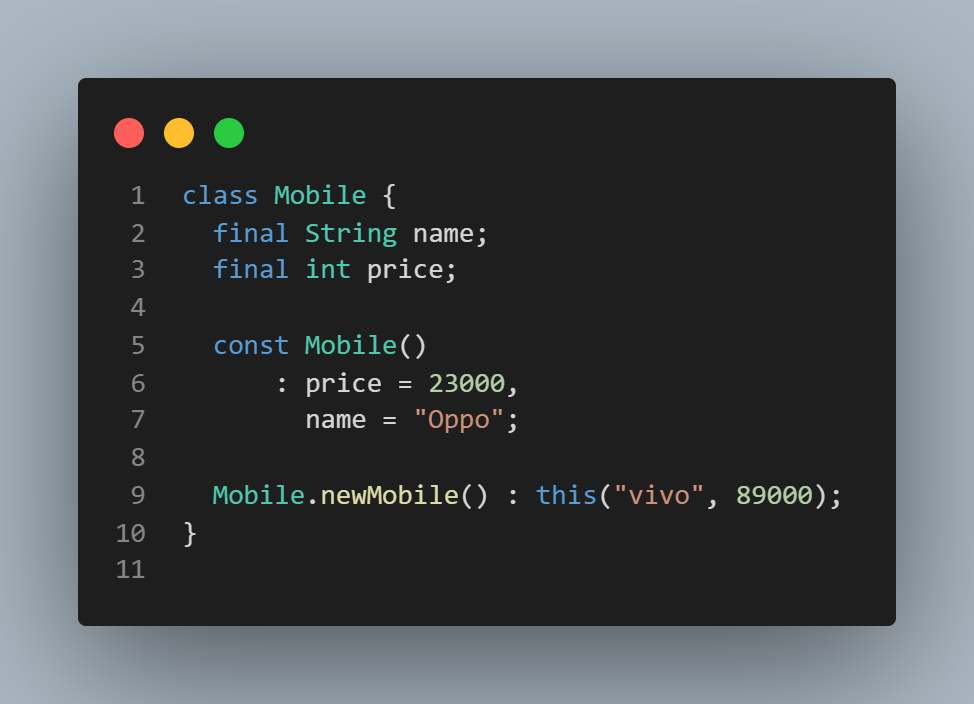 1 class Mobile {
2   final String name;
3   final int price;
4
5   const Mobile()
6       : price = 23000,
7         name = "Oppo";
8
9   Mobile.newMobile() : this("vivo", 89000);
10 }
11